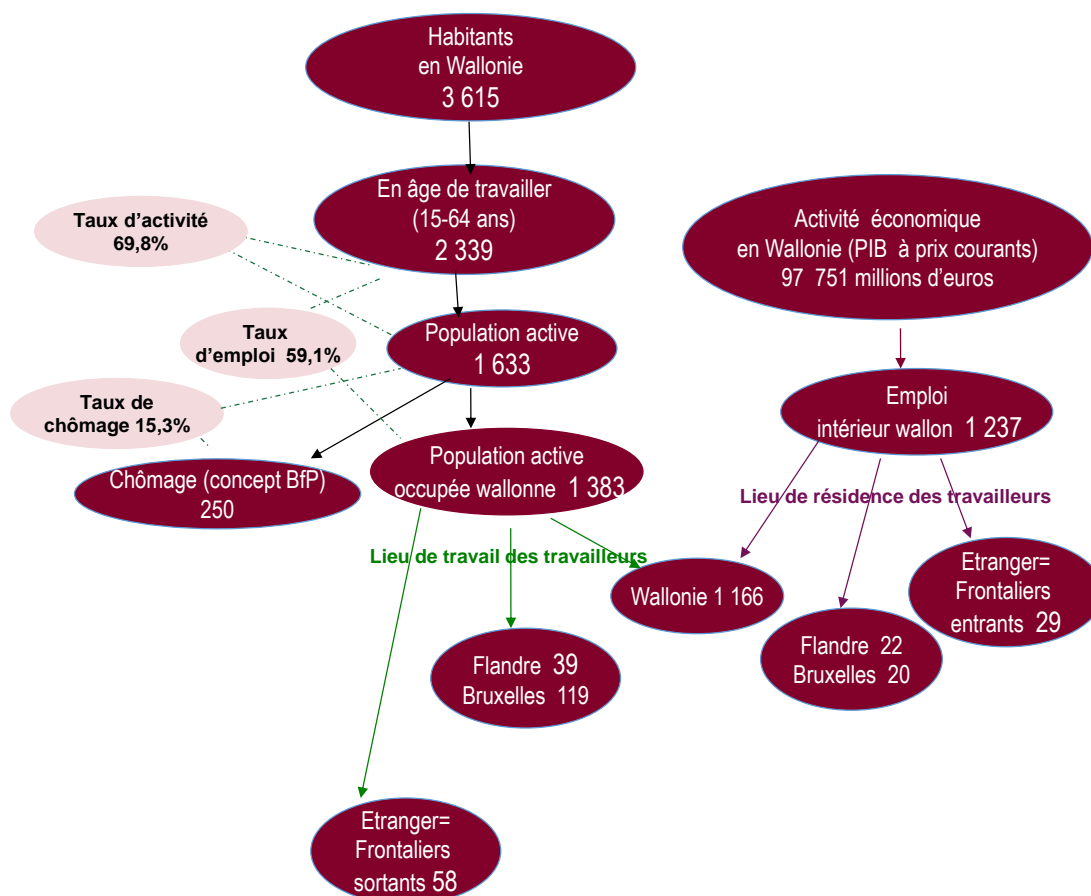 Habitants
en Wallonie
3 615
En âge de travailler
(15-64 ans)
2 339
Taux d’activité
69,8%
Activité économique
en Wallonie (PIB à prix courants)
97 751 millions d’euros
Taux
d’emploi 59,1%
Population active
1 633
Taux de
chômage 15,3%
Emploi
intérieur wallon 1 237
Chômage (concept BfP)
250
Population active
occupée wallonne 1 383
Lieu de résidence des travailleurs
Lieu de travail des travailleurs
Wallonie 1 166
Etranger=
Frontaliers
entrants 29
Flandre 39
Bruxelles 119
Flandre 22
Bruxelles 20
Etranger=
Frontaliers
sortants 58